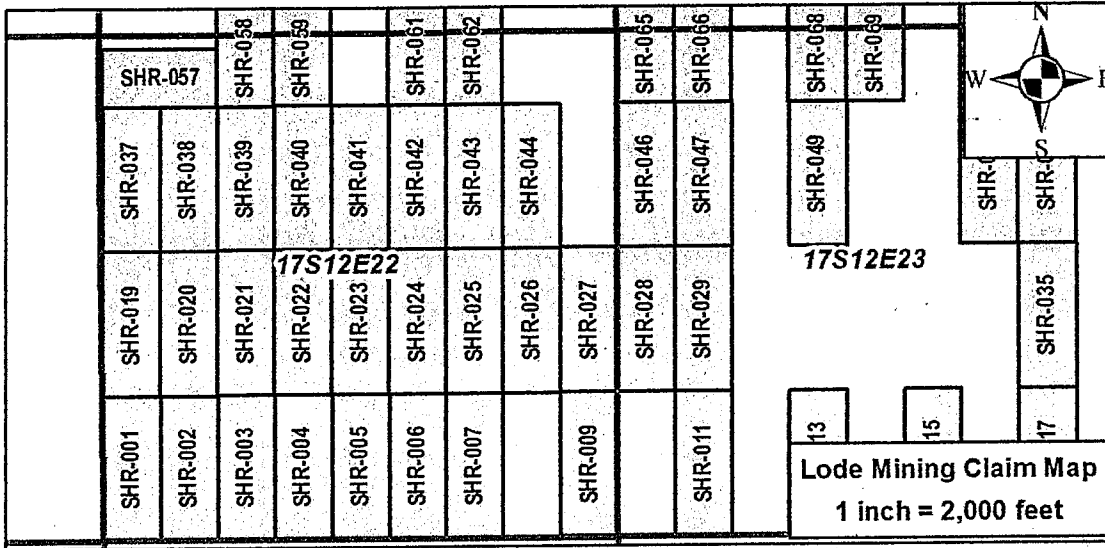 SHR-058
SHR-059
SHR-061
SHR-062
SHR-065
SHR-066
SHR-068
SHR-069
N
W
E
S
SHR-057
SHR-037
SHR-038
SHR-039
SHR-040
SHR-041
SHR-042
SHR-043
SHR-044
SHR-046
SHR-047
SHR-049
17S12E22
17S12E23
SHR-019
SHR-020
SHR-021
SHR-022
SHR-023
SHR-024
SHR-025
SHR-026
SHR-027
SHR-028
SHR-029
SHR-035
SHR-001
SHR-002
SHR-003
SHR-004
SHR-005
SHR-006
SHR-007
SHR-009
SHR-011
13
15
17
Lode Mining Claim Map
1 inch = 2,000 feet